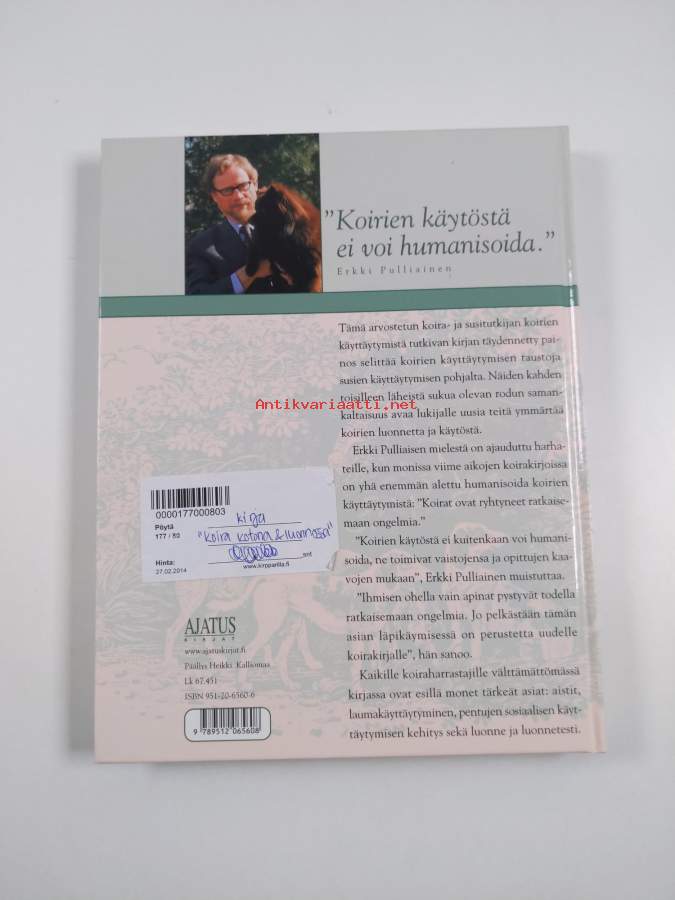 "Koirien käytöstä
ei voi humanisoida."
Erkki Pulliainen
Tämä arvostetun koira- ja susitutkijan koirien
käyttäytymistä tutkivan kirjan täydennetty pai-
nos selittää koirien käyttäytymisen taustoja
susien käyttäytymisen pohjalta. Näiden kahden
toisilleen läheistä sukua olevan rodun saman-
kaltaisuus avaa lukijalle uusia teitä ymmärtää
koirien luonnetta ja käytöstä.
Erkki Pulliaisen mielestä on ajauduttu harha-
teille, kun monissa viime aikojen koirakirjoissa
on yhä enemmän alettu humanisoida koirien
käyttäytymistä: "Koirat ovat ryhtyneet ratkaise-
maan ongelmia."
"Koirien käytöstä ei kuitenkaan voi humani-
soida, ne toimivat vaistojensa ja opittujen kaa-
vojen mukaan", Erkki Pulliainen muistuttaa.
"Ihmisen ohella vain apinat pystyvät todella
ratkaisemaan ongelmia. Jo pelkästään tämän
asian läpikäymisessä on perustetta uudelle
koirakirjalle", hän sanoo.
Kaikille koiraharrastajille välttämättömässä
kirjassa ovat esillä monet tärkeät asiat: aistit,
laumakäyttäytyminen, pentujen sosiaalisen käyt-
täytymisen kehitys sekä luonne ja luonnetesti.
Antikvariaatti.net
0000177000803
Pöytä
177 / 80
kirja
"Koira kotona & luonnossa"
Hinta:
snt
27.02.2014
www.kirpparilla.fi
AJATUS
KIRJAT
www.ajatuskirjat.fi
Päällys Heikki Kalliomaa
Lk 67.451
ISBN 951-20-6560-6
9 789512 065608